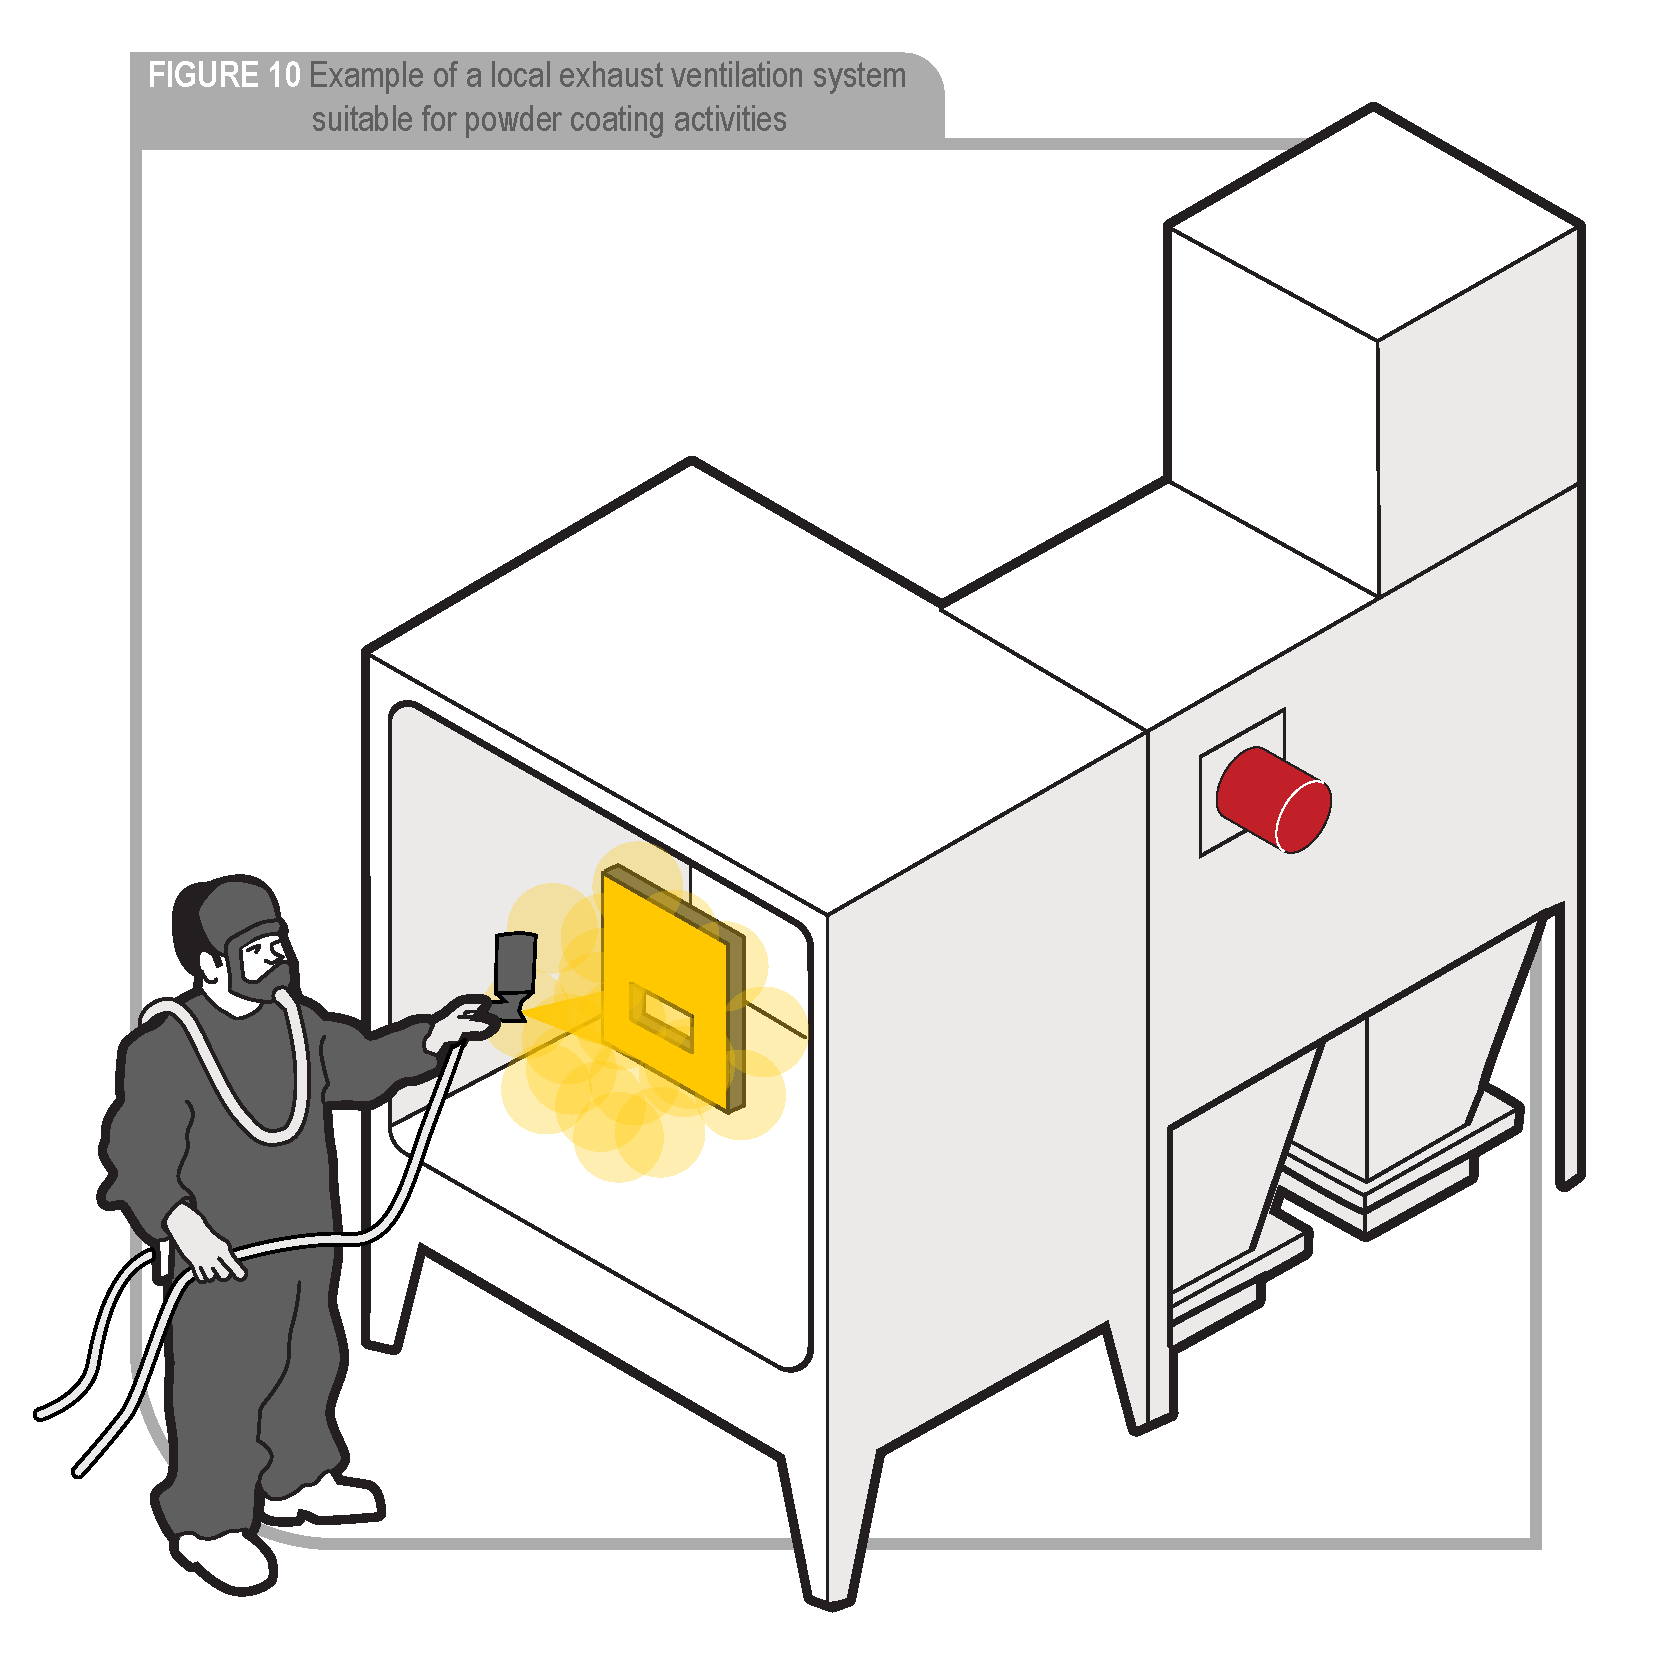 FIGURE 10 Example of a local exhaust ventilation system
suitable for powder coating activities